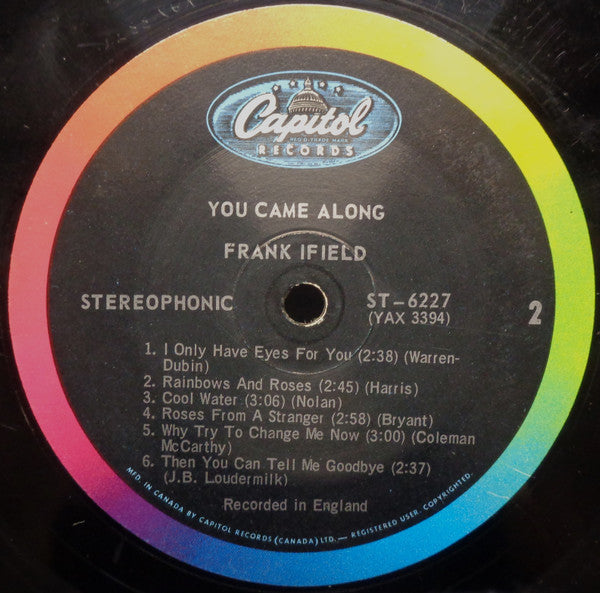 Capitol
REG'D. TRADE MARK
RECORDS
YOU CAME ALONG
FRANK IFIELD
STEREOPHONIC
ST-6227
(YAX 3394)
2
1. I Only Have Eyes For You (2:38) (Warren-
Dubin)
2. Rainbows And Roses (2:45) (Harris)
3. Cool Water (3:06) (Nolan)
4. Roses From A Stranger (2:58) (Bryant)
5. Why Try To Change Me Now (3:00) (Coleman
McCarthy)
6. Then You Can Tell Me Goodbye (2:37)
(J.B. Loudermilk)
Recorded in England
MFD. IN CANADA BY CAPITOL RECORDS (CANADA) LTD. — REGISTERED USER. COPYRIGHTED.